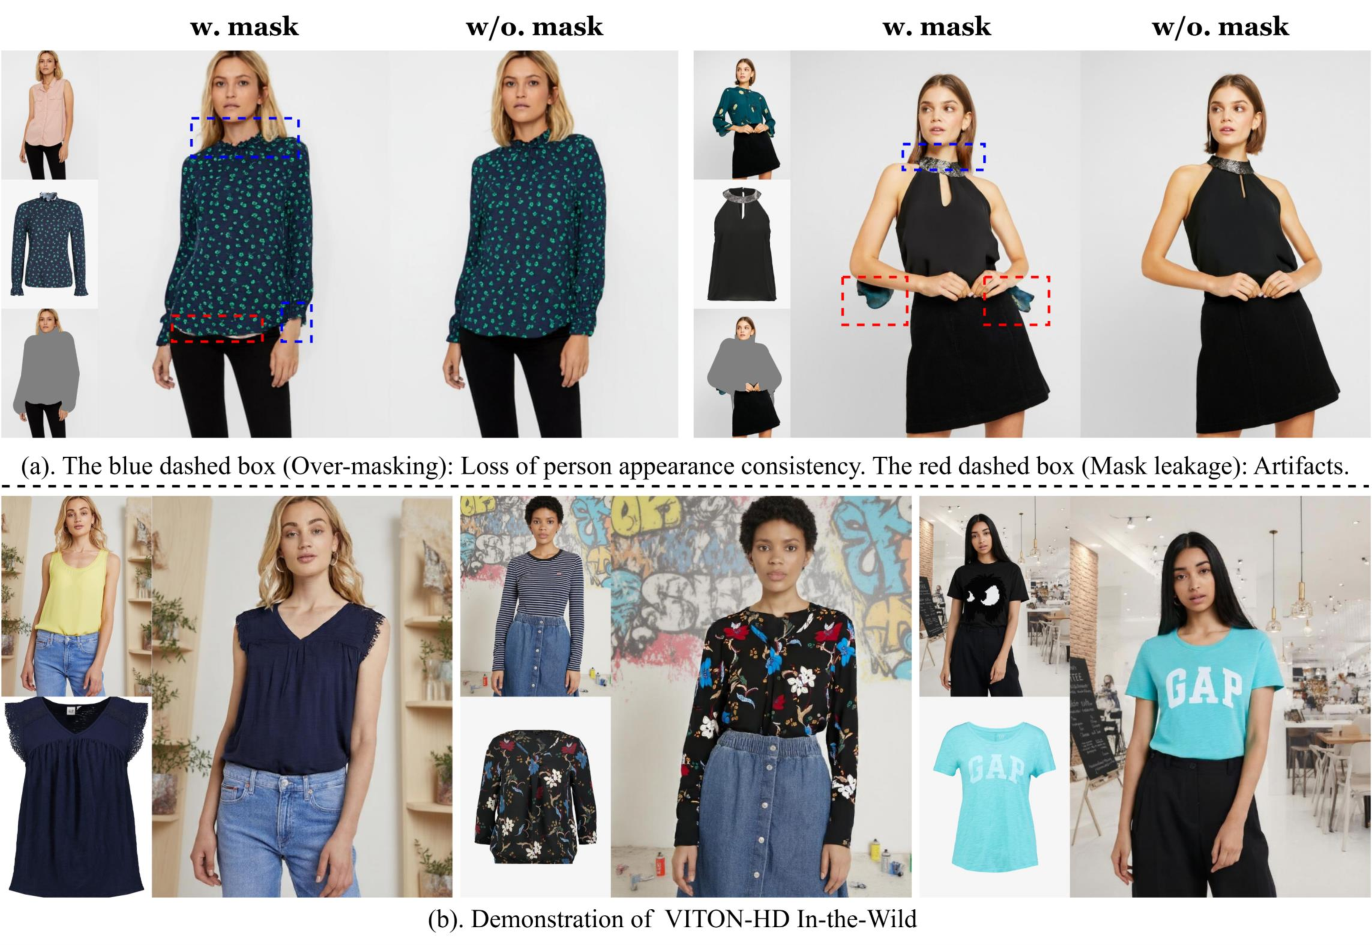 w. mask
w/o. mask
w. mask
w/o. mask
(a). The blue dashed box (Over-masking): Loss of person appearance consistency. The red dashed box (Mask leakage): Artifacts.
GAP
GAP
(b). Demonstration of VITON-HD In-the-Wild